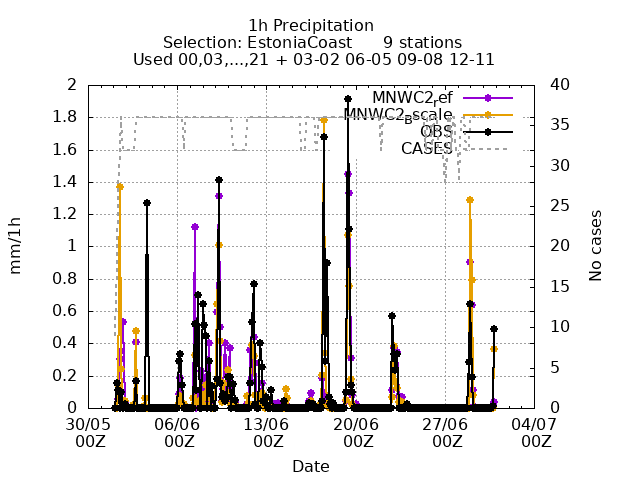 1h Precipitation
Selection: EstoniaCoast 9 stations
Used 00,03,...,21 + 03-02 06-05 09-08 12-11
2 40
MNWC2_ref
1.8 MNWC2_scale 35
OBS
1.6 CASES 30
1.4
25
1.2
1 20
0.8
15
0.6
10
0.4
5
0.2
0 0
30/05 06/06 13/06 20/06 27/06 04/07
00Z 00Z 00Z 00Z 00Z 00Z
Date
mm/1h
No cases